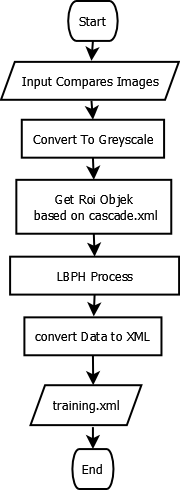 Start
Input Compares Images
Convert To Greyscale
Get Roi Objek
based on cascade.xml
LBPH Process
convert Data to XML
training.xml
End